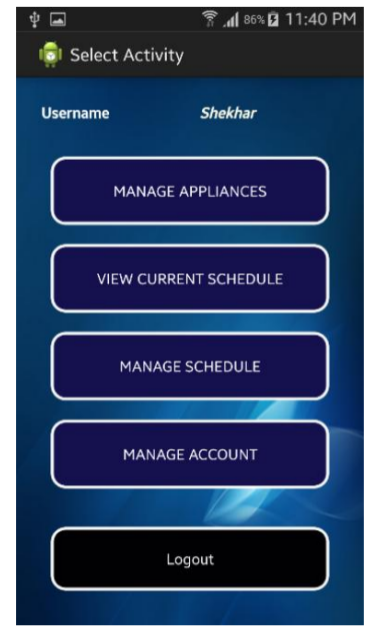 86% 11:40 PM
Select Activity
Username Shekhar
MANAGE APPLIANCES
VIEW CURRENT SCHEDULE
MANAGE SCHEDULE
MANAGE ACCOUNT
Logout